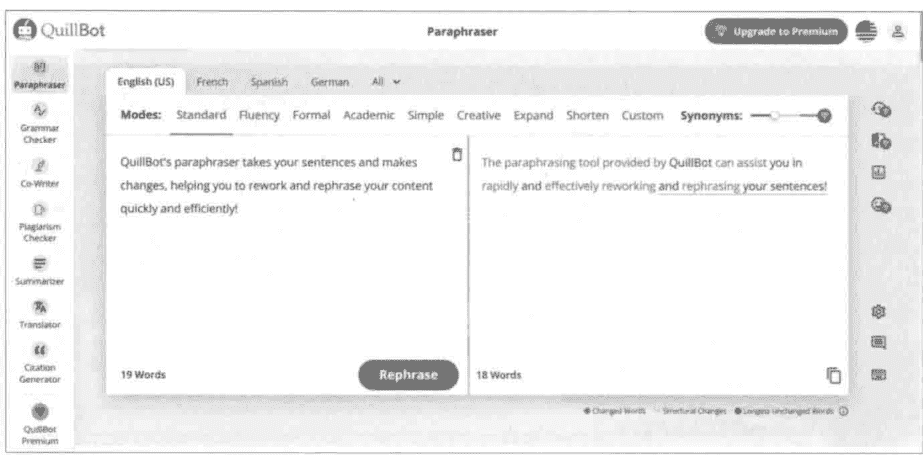 QuillBot
Paraphraser
Upgrade to Premium
Paraphraser
Grammar
Checker
Co-Writer
Plagiarism
Checker
Summarizer
Translator
Citation
Generator
QuillBot
Premium
English (US) French Spanish German All
Modes: Standard Fluency Formal Academic Simple Creative Expand Shorten Custom Synonyms:
QuillBot's paraphraser takes your sentences and makes
changes, helping you to rework and rephrase your content
quickly and efficiently!
19 Words
Rephrase
The paraphrasing tool provided by QuillBot can assist you in
rapidly and effectively reworking and rephrasing your sentences!
18 Words
Changed Words Structural Changes Longest Unchanged Words